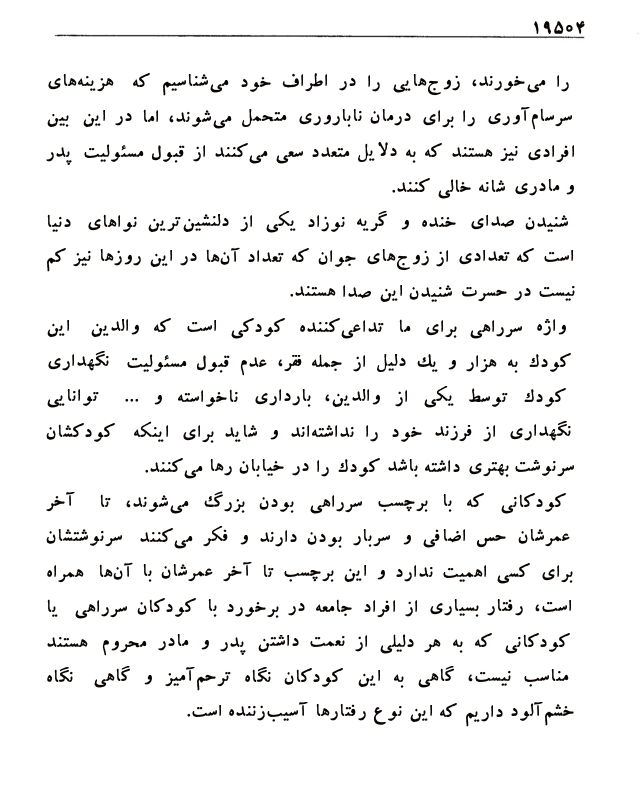 ۱۹۵۰۴
را می‌خورند، زوج‌هایی را در اطراف خود می‌شناسیم که هزینه‌های
سرسام‌آوری را برای درمان ناباروری متحمل می‌شوند، اما در این بین
افرادی نیز هستند که به دلایل متعدد سعی می‌کنند از قبول مسئولیت پدر
و مادری شانه خالی کنند.
شنیدن صدای خنده و گریه نوزاد یکی از دلنشین‌ترین نواهای دنیا
است که تعدادی از زوج‌های جوان که تعداد آن‌ها در این روزها نیز کم
نیست در حسرت شنیدن این صدا هستند.
واژه سرراهی برای ما تداعی‌کننده کودکی است که والدین این
کودك به هزار و یك دلیل از جمله فقر، عدم قبول مسئولیت نگهداری
کودك توسط یکی از والدین، بارداری ناخواسته و ... توانایی
نگهداری از فرزند خود را نداشته‌اند و شاید برای اینکه کودکشان
سرنوشت بهتری داشته باشد کودك را در خیابان رها می‌کنند.
کودکانی که با برچسب سرراهی بودن بزرگ می‌شوند، تا آخر
عمرشان حس اضافی و سربار بودن دارند و فکر می‌کنند سرنوشتشان
برای کسی اهمیت ندارد و این برچسب تا آخر عمرشان با آن‌ها همراه
است، رفتار بسیاری از افراد جامعه در برخورد با کودکان سرراهی یا
کودکانی که به هر دلیلی از نعمت داشتن پدر و مادر محروم هستند
مناسب نیست، گاهی به این کودکان نگاه ترحم‌آمیز و گاهی نگاه
خشم‌آلود داریم که این نوع رفتارها آسیب‌زننده است.